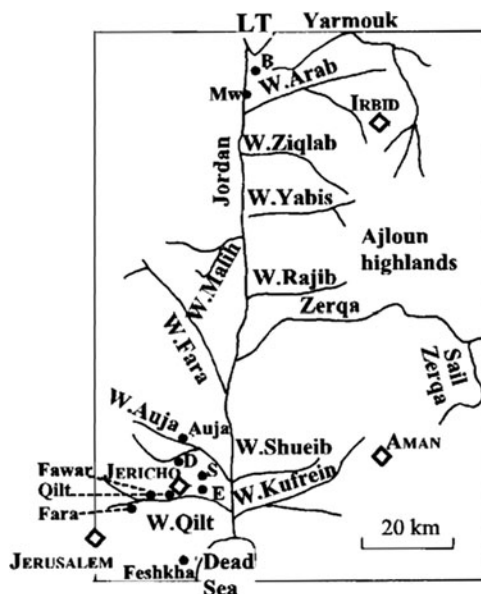 LT Yarmouk
B
W.Arab
Mw
IRBID
Jordan
W.Ziqlab
W.Yabis
Ajloun
highlands
W.Malih
W.Rajib
Zerqa
W.Fara
Sail
Zerqa
W.Auja
Auja
W.Shueib
AMAN
D
Fawar
JERICHO
S
Qilt
E
W.Kufrein
Fara
W.Qilt
20 km
JERUSALEM
Feshkha
Dead
Sea